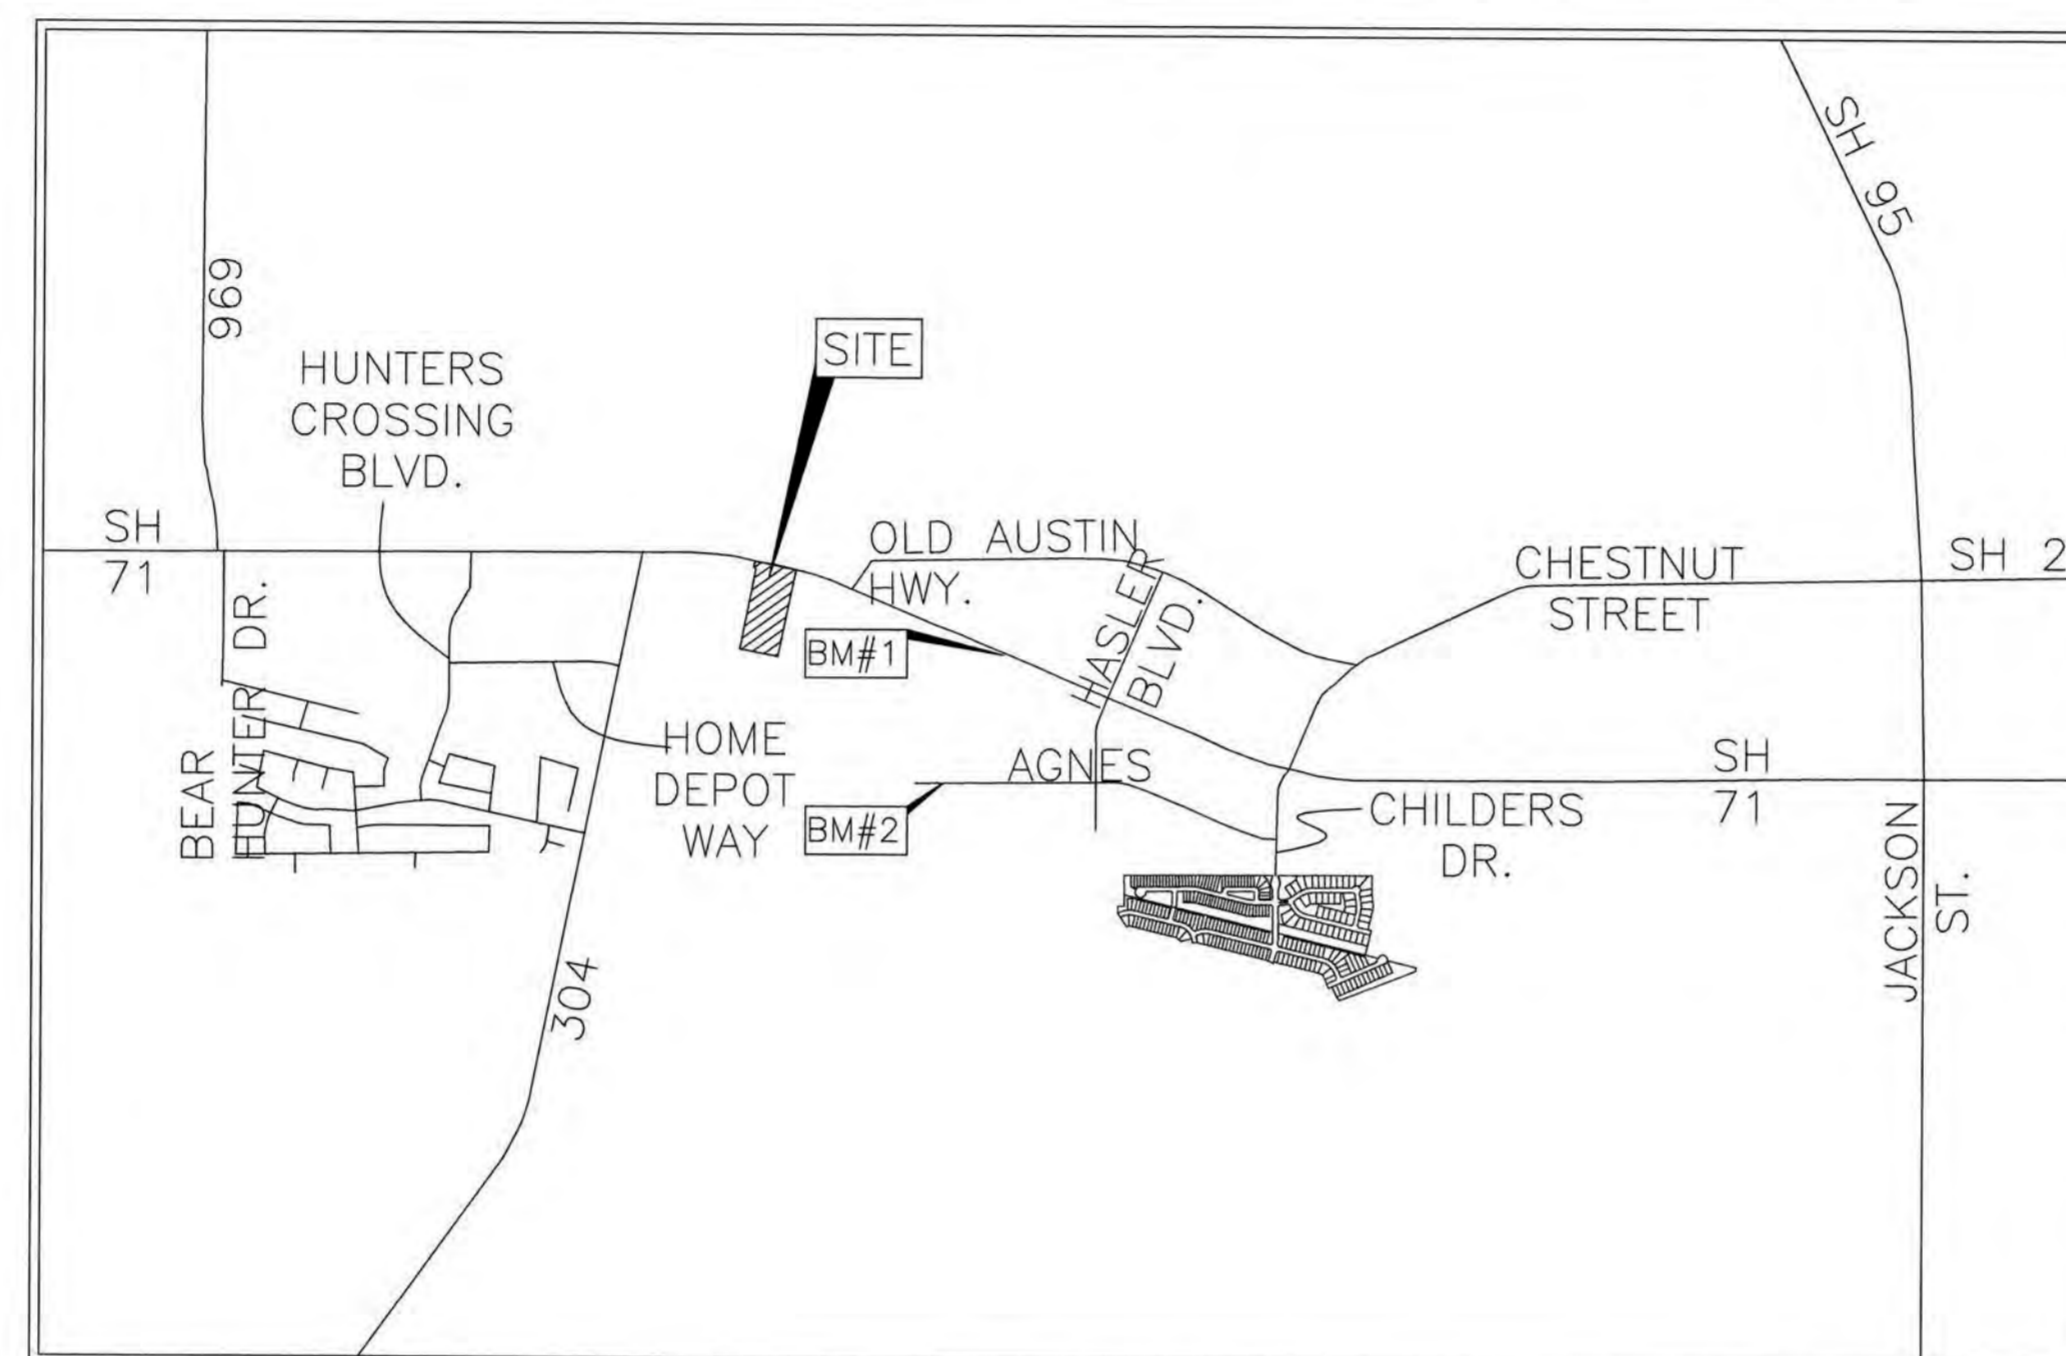 SH 95
969
HUNTERS
CROSSING
BLVD.
SITE
SH
71
OLD AUSTIN
HWY.
HASLER
BLVD.
CHESTNUT
STREET
SH 2
BEAR
HUNTER DR.
BM#1
HOME
DEPOT
WAY
AGNES
BM#2
SH
71
CHILDERS
DR.
JACKSON
ST.
304